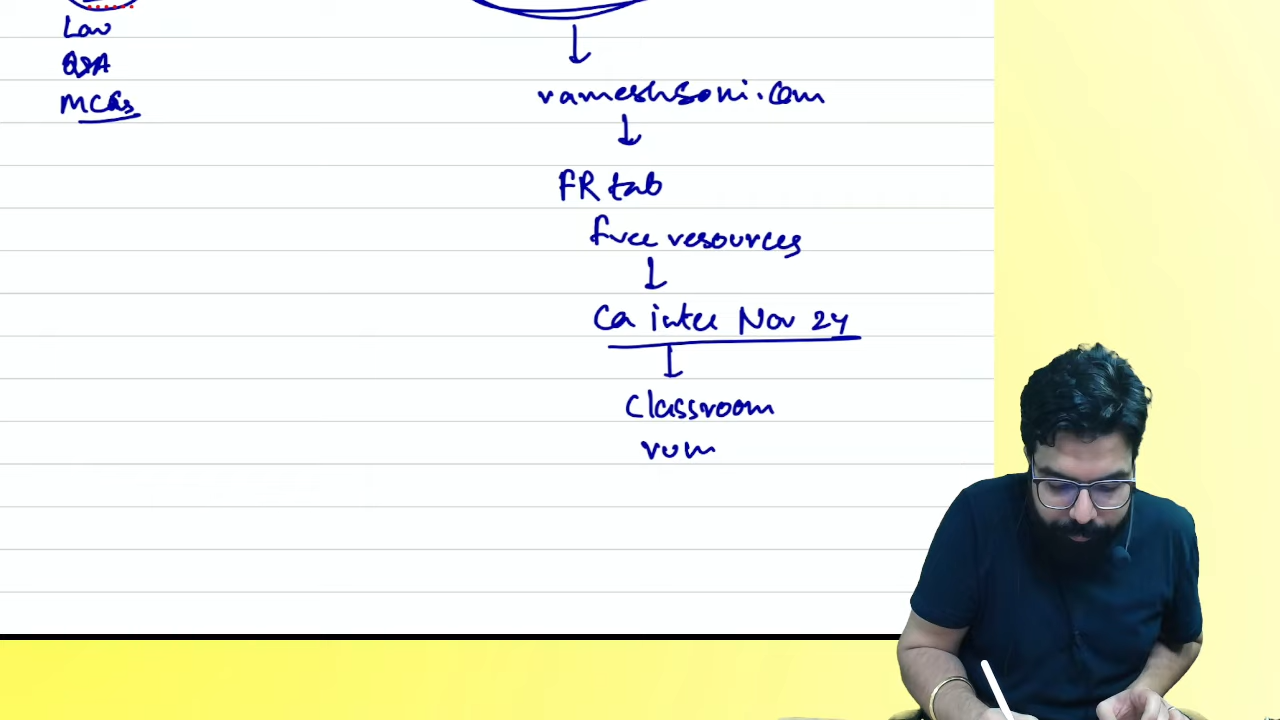 Law
Q&A
MCQs
rameshsoni.com
FR tab
free resources
Ca inter Nov 24
Classroom
rum